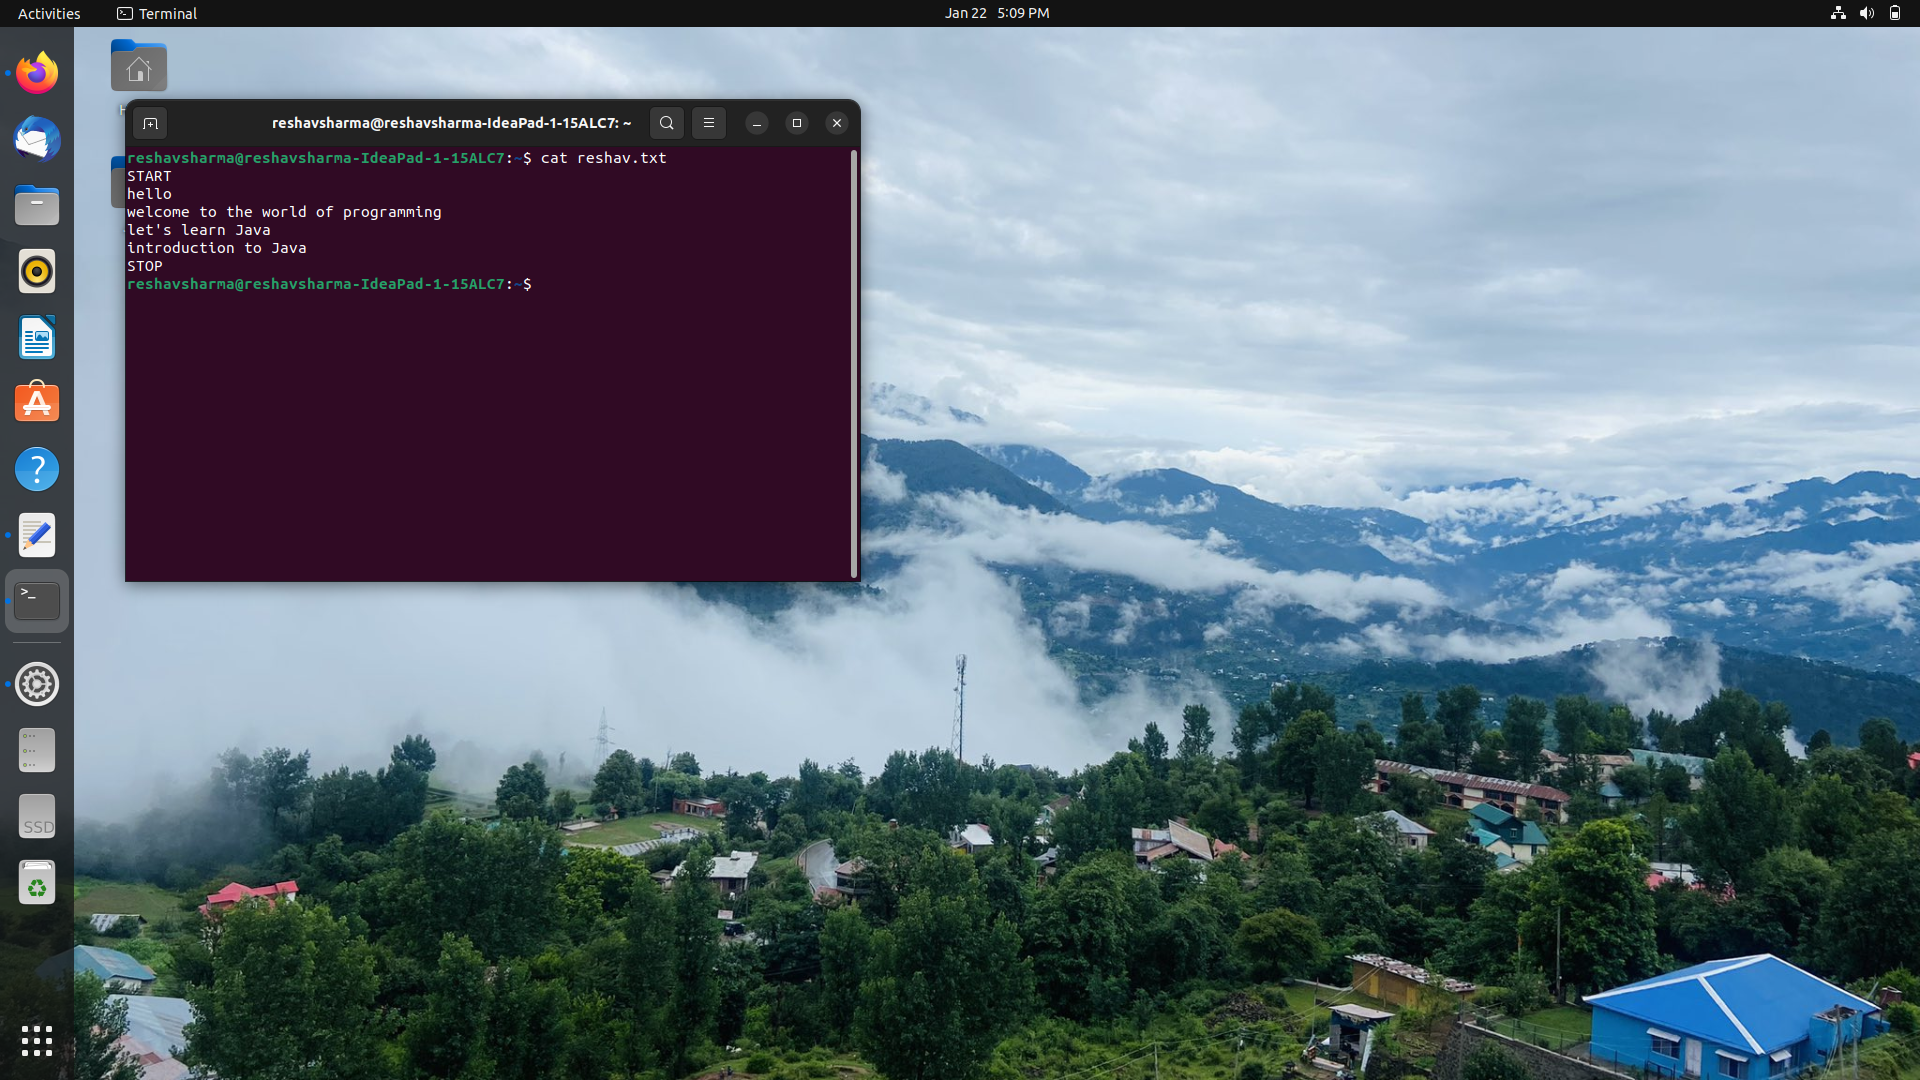 Activities
Terminal
Jan 22 5:09 PM
reshavsharma@reshavsharma-IdeaPad-1-15ALC7: ~
reshavsharma@reshavsharma-IdeaPad-1-15ALC7:~$ cat reshav.txt
START
hello
welcome to the world of programming
let's learn Java
introduction to Java
STOP
reshavsharma@reshavsharma-IdeaPad-1-15ALC7:~$
>_
SSD